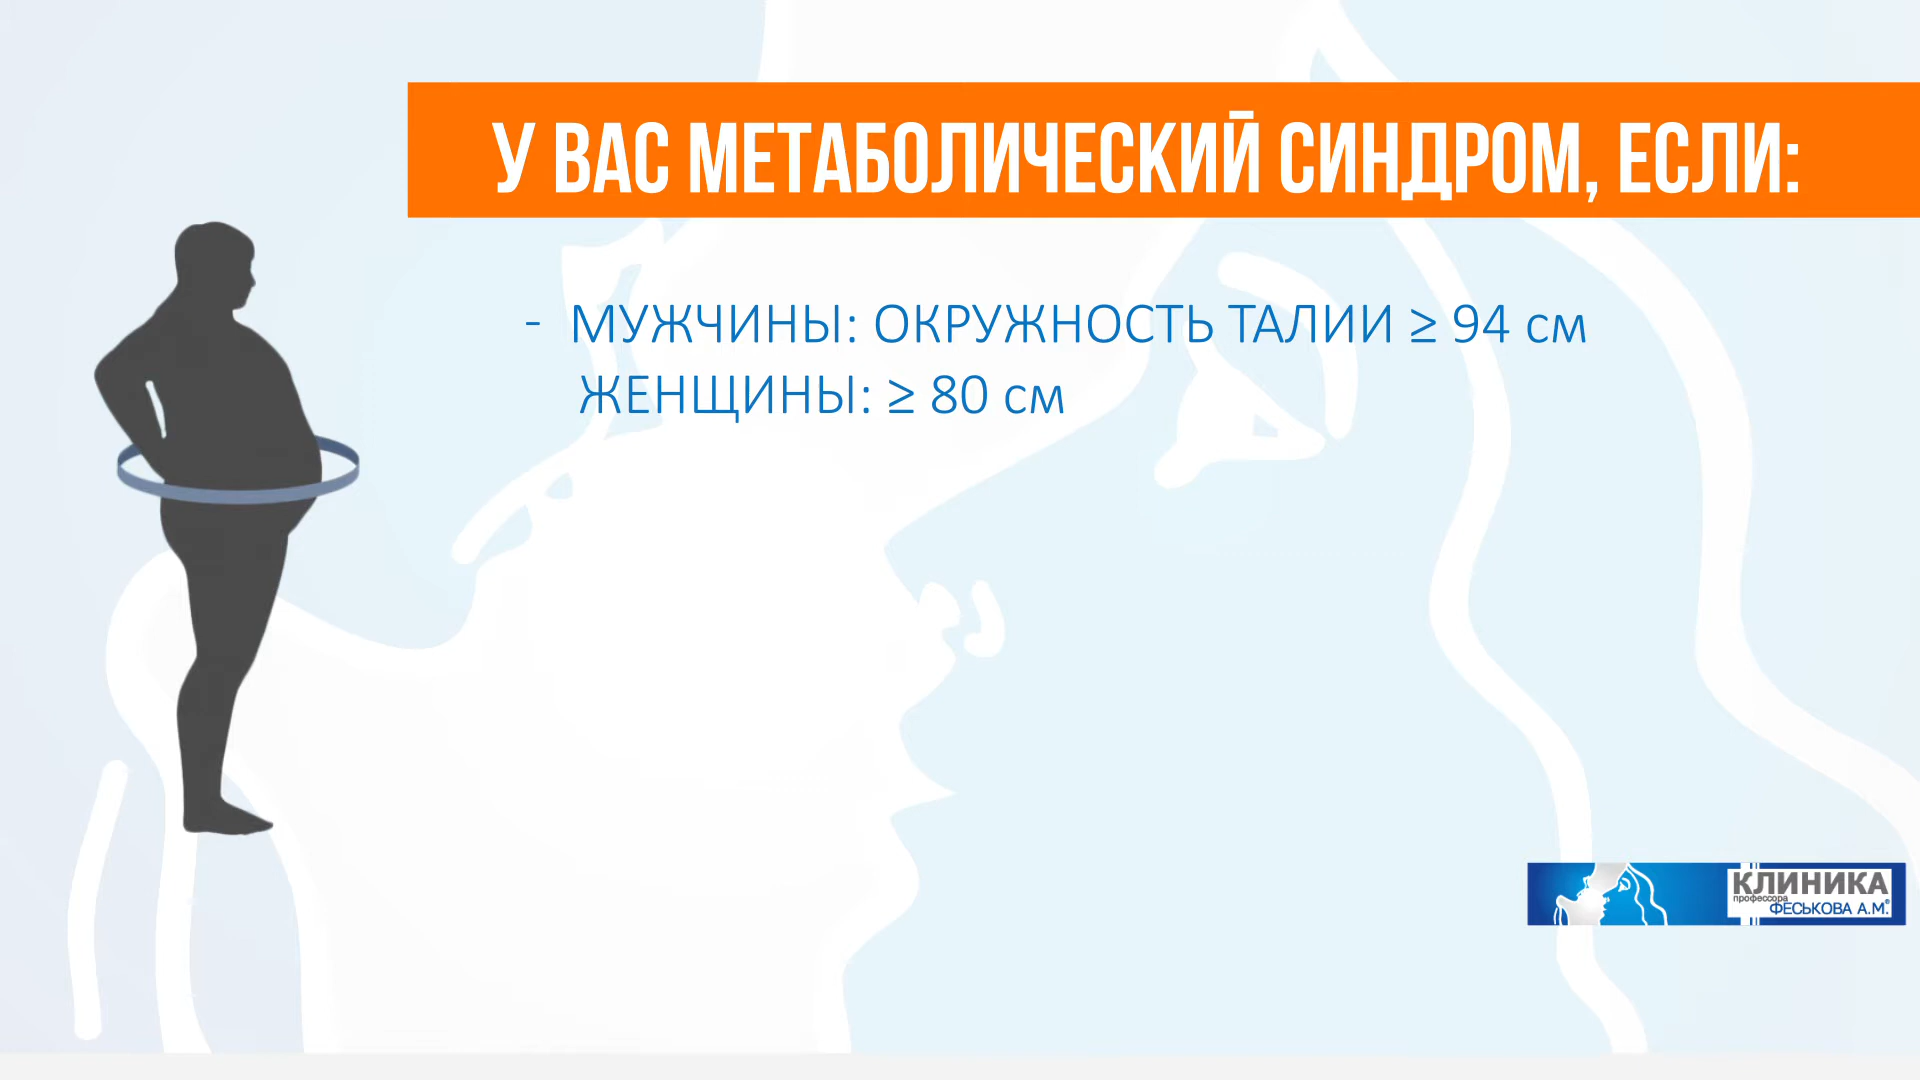 У ВАС МЕТАБОЛИЧЕСКИЙ СИНДРОМ, ЕСЛИ:
- МУЖЧИНЫ: ОКРУЖНОСТЬ ТАЛИИ ≥ 94 см
ЖЕНЩИНЫ: ≥ 80 см
КЛИНИКА
профессора
ФЕСЬКОВА А.М.®